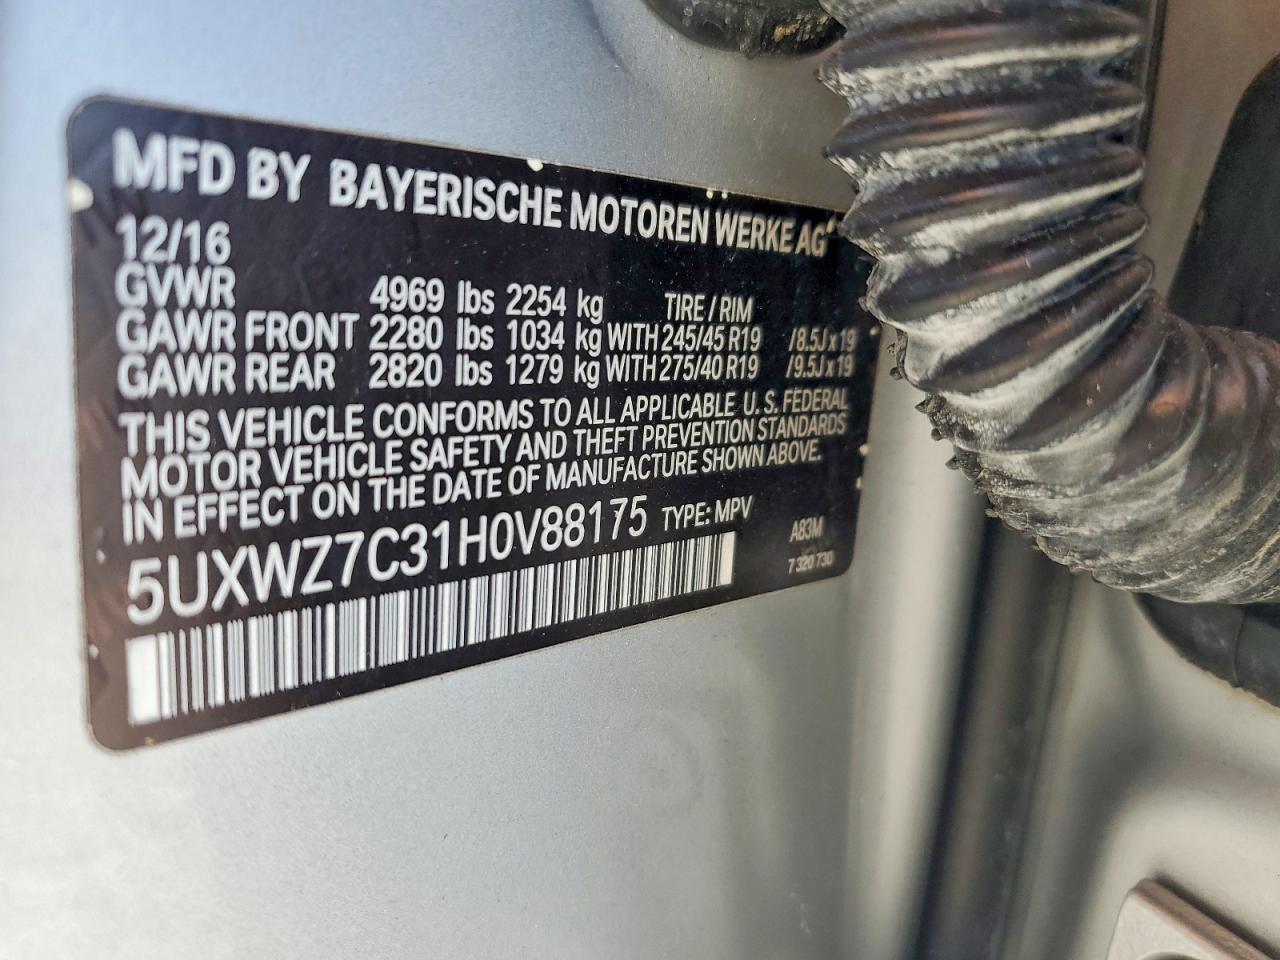 MFD BY BAYERISCHE MOTOREN WERKE AG
12/16
GVWR 4969 lbs 2254 kg TIRE / RIM
GAWR FRONT 2280 lbs 1034 kg WITH 245/45 R19 /8.5J x 19
GAWR REAR 2820 lbs 1279 kg WITH 275/40 R19 /9.5J x 19
THIS VEHICLE CONFORMS TO ALL APPLICABLE U. S. FEDERAL
MOTOR VEHICLE SAFETY AND THEFT PREVENTION STANDARDS
IN EFFECT ON THE DATE OF MANUFACTURE SHOWN ABOVE.
5UXWZ7C31H0V88175 TYPE: MPV A83M
7 320 730